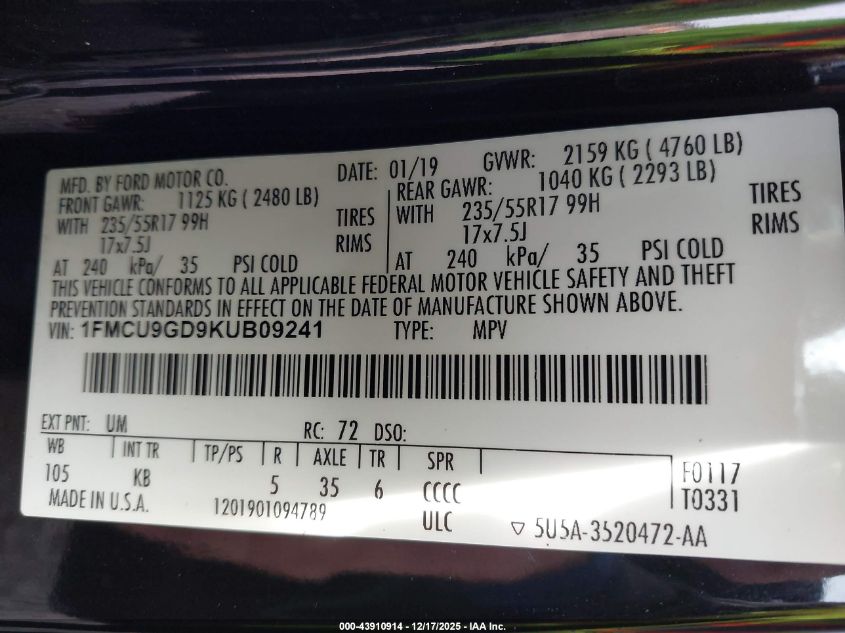 MFD. BY FORD MOTOR CO. DATE: 01/19 GVWR: 2159 KG ( 4760 LB)
FRONT GAWR: 1125 KG ( 2480 LB) REAR GAWR: 1040 KG ( 2293 LB)
WITH 235/55R17 99H TIRES WITH 235/55R17 99H TIRES
17x7.5J RIMS 17x7.5J RIMS
AT 240 kPa/ 35 PSI COLD AT 240 kPa/ 35 PSI COLD
THIS VEHICLE CONFORMS TO ALL APPLICABLE FEDERAL MOTOR VEHICLE SAFETY AND THEFT
PREVENTION STANDARDS IN EFFECT ON THE DATE OF MANUFACTURE SHOWN ABOVE.
VIN: 1FMCU9GD9KUB09241 TYPE: MPV
EXT PNT: UM RC: 72 DSO:
WB INT TR TP/PS R AXLE TR SPR F0117
105 KB 5 35 6 CCCC T0331
MADE IN U.S.A. 1201901094789 ULC ▽ 5U5A-3520472-AA
000-43910914 - 12/17/2025 - IAA Inc.